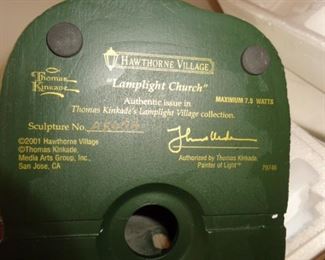 HAWTHORNE VILLAGE
Thomas
Kinkade
"Lamplight Church"
Authentic issue in
Thomas Kinkade's Lamplight Village collection.
MAXIMUM 7.5 WATTS
Sculpture No.
©2001 Hawthorne Village
©Thomas Kinkade,
Media Arts Group, Inc.,
San Jose, CA
Authorized by Thomas Kinkade,
Painter of Light™
79746